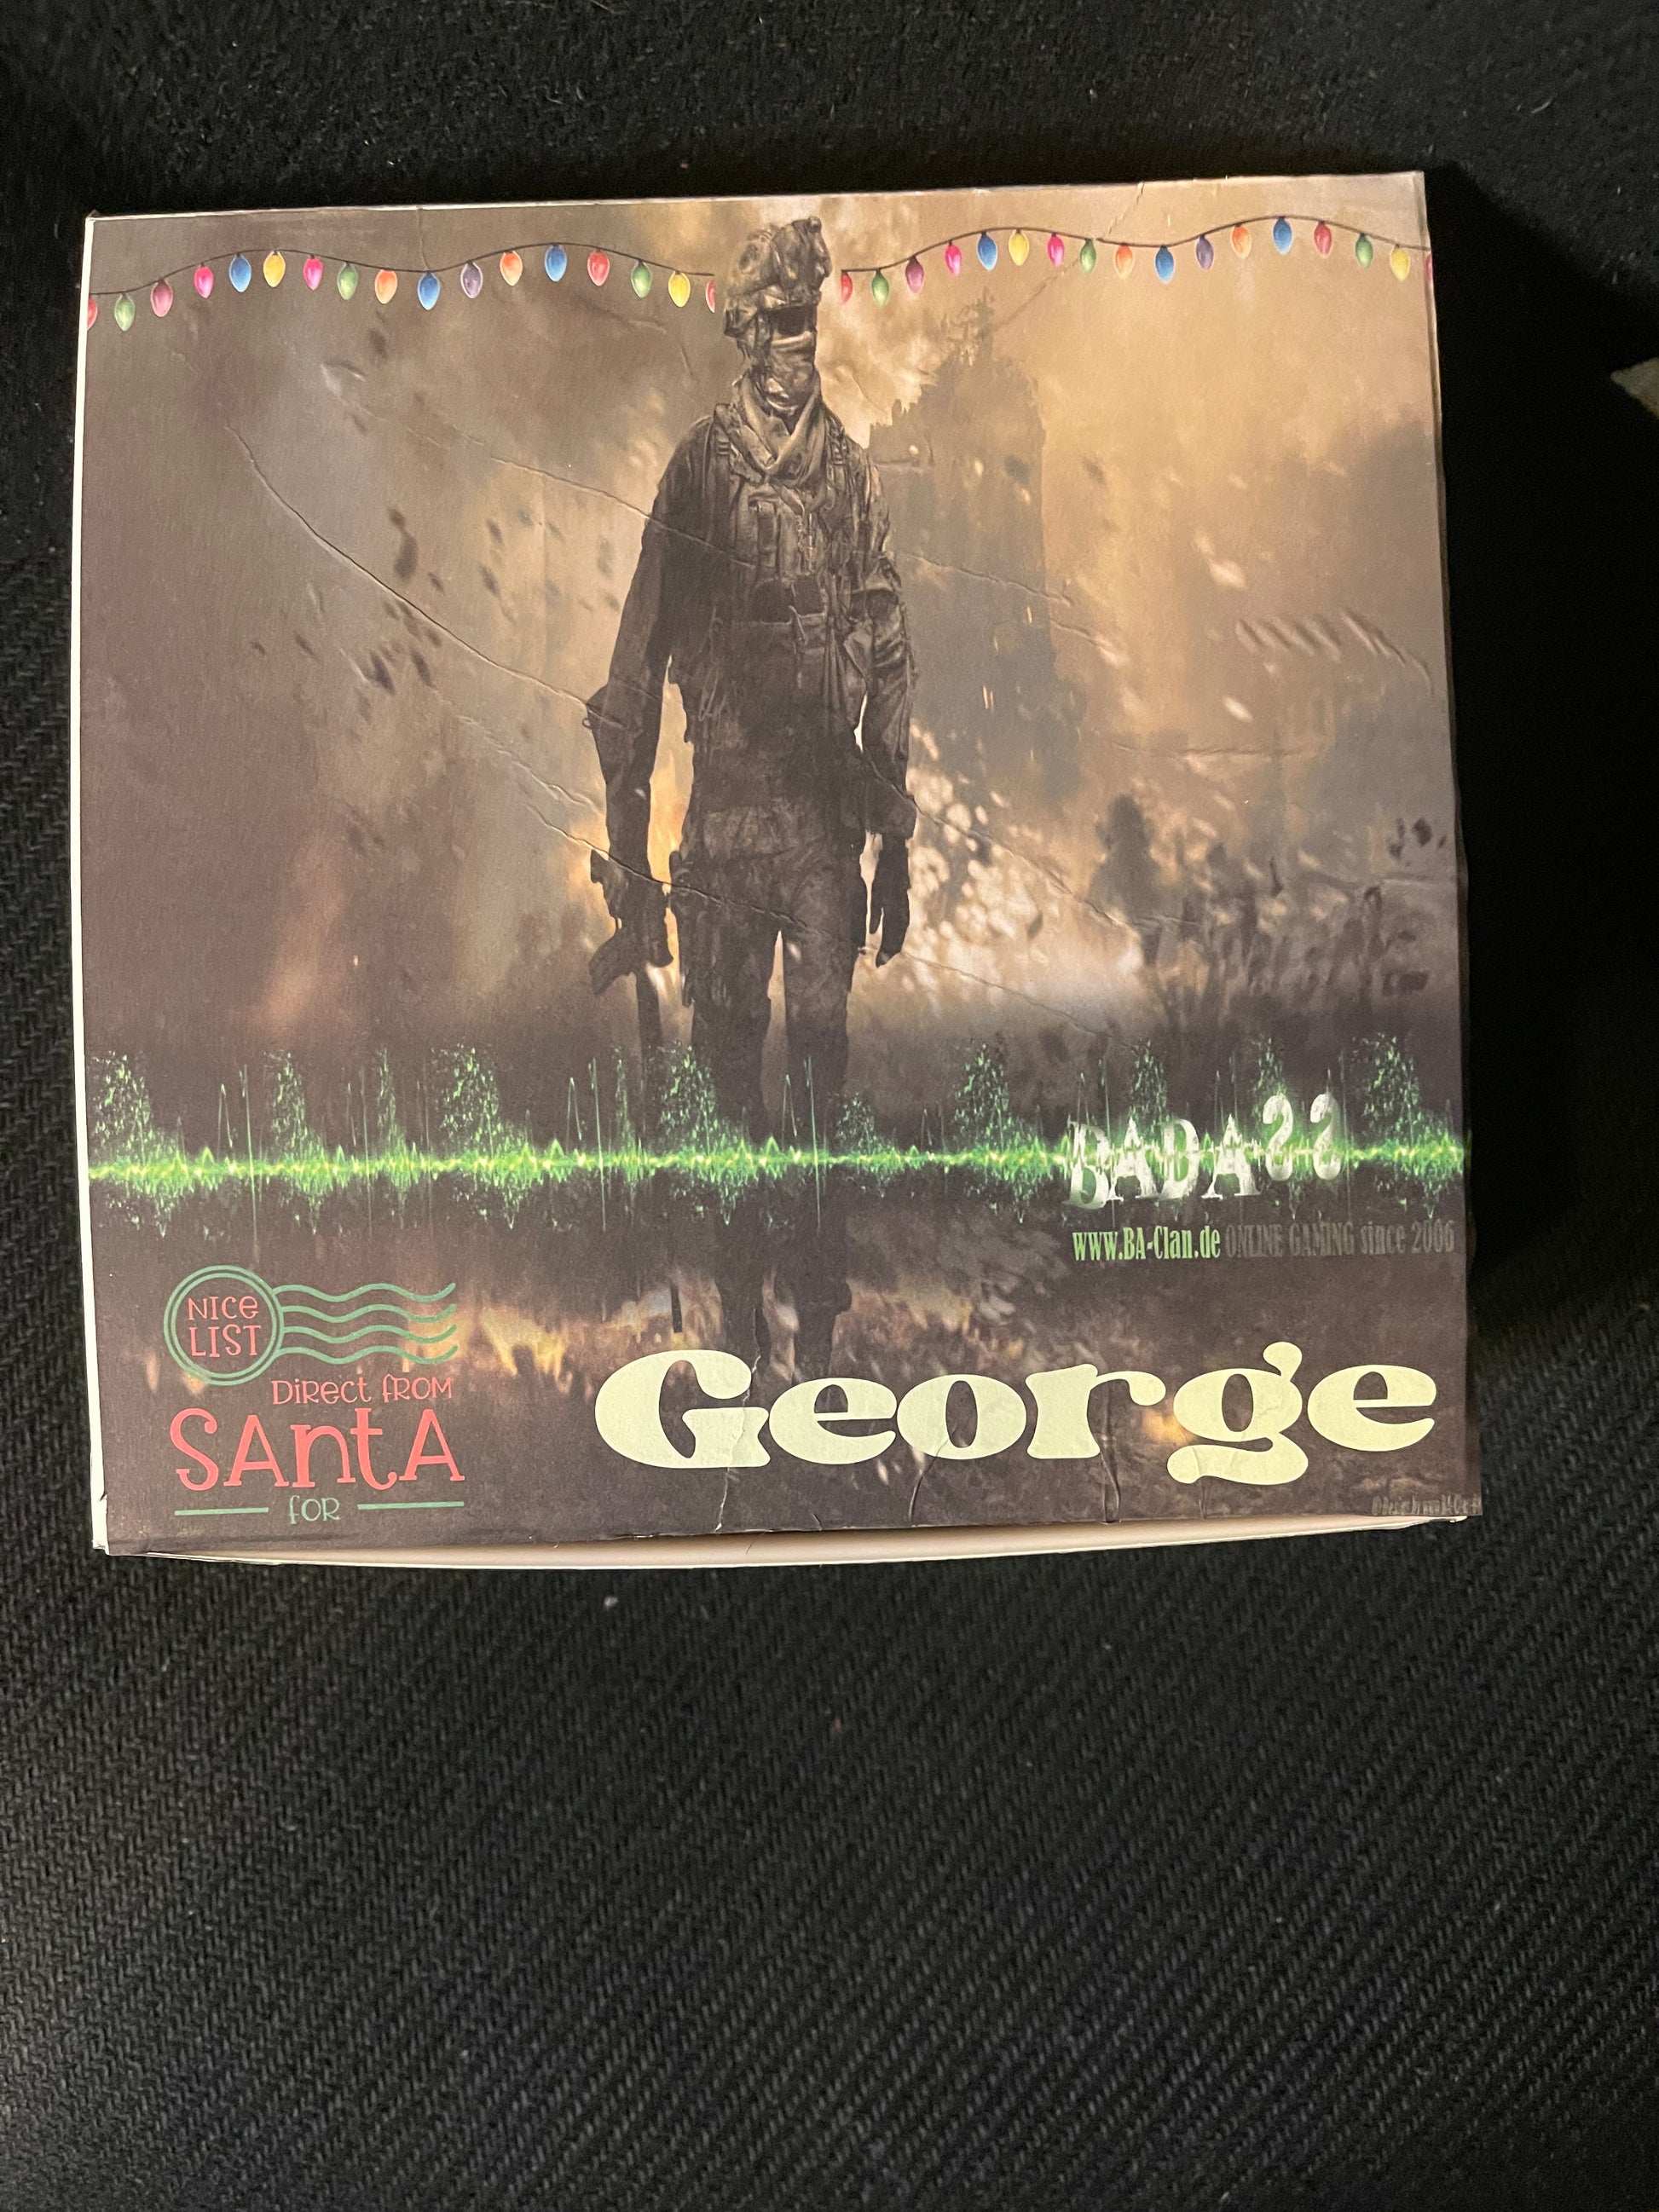 BADASS
www.BA-Clan.de ONLINE GAMING since 2006
NICe
LIST
DiRect fROM
SAntA
fOR
George